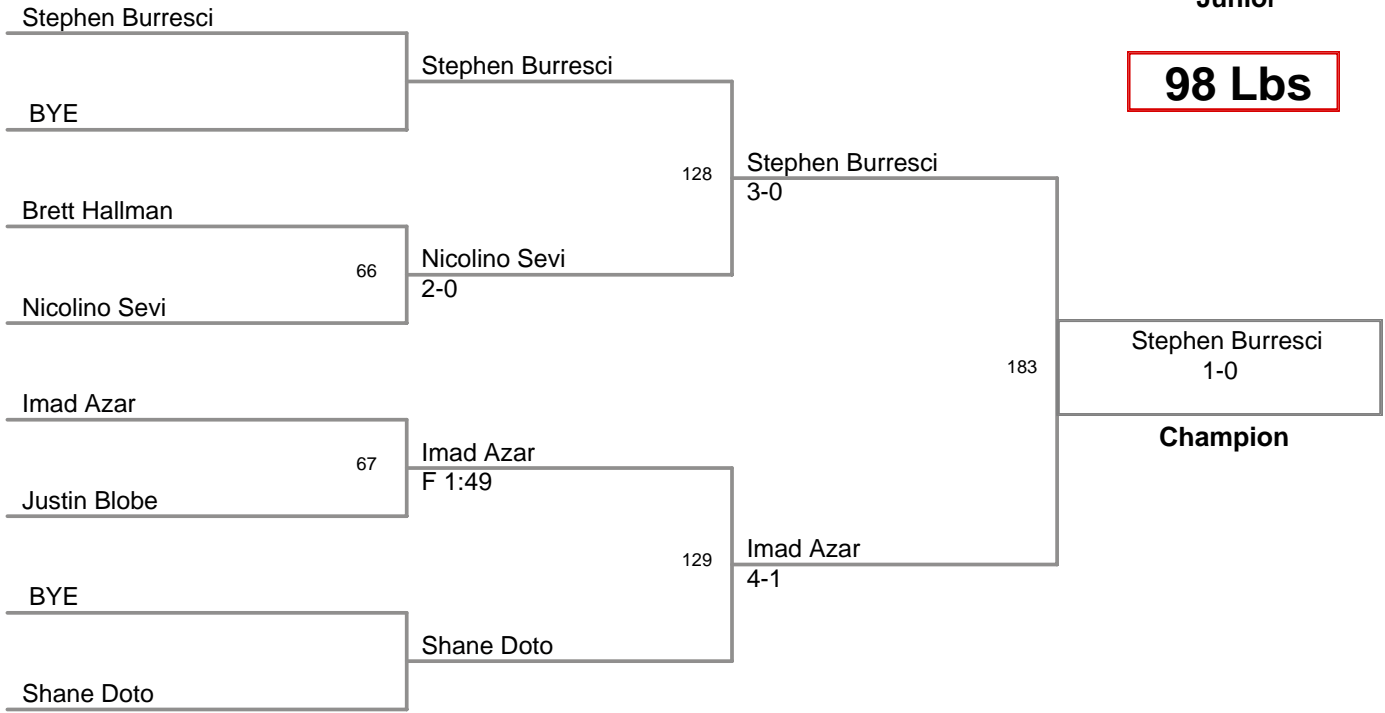 Junior
98 Lbs
Stephen Burresci
BYE
Brett Hallman
66
Nicolino Sevi
Imad Azar
67
Justin Blobe
BYE
Shane Doto
Stephen Burresci
128
Nicolino Sevi
2-0
Imad Azar
F 1:49
129
Shane Doto
Stephen Burresci
3-0
183
Imad Azar
4-1
Stephen Burresci
1-0
Champion